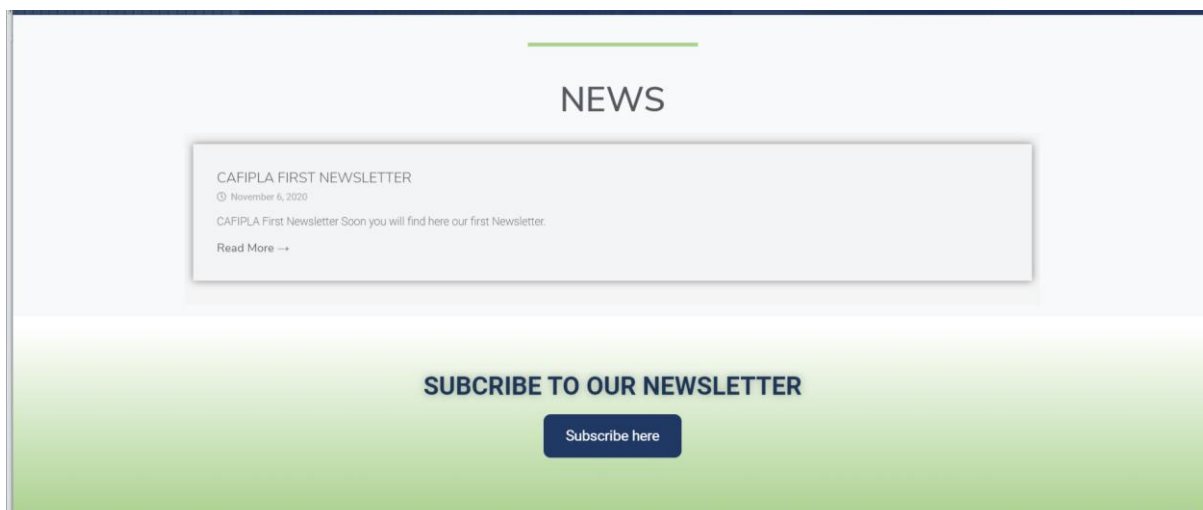 NEWS
CAFIPLA FIRST NEWSLETTER
November 6, 2020
CAFIPLA First Newsletter Soon you will find here our first Newsletter.
Read More →
SUBCRIBE TO OUR NEWSLETTER
Subscribe here